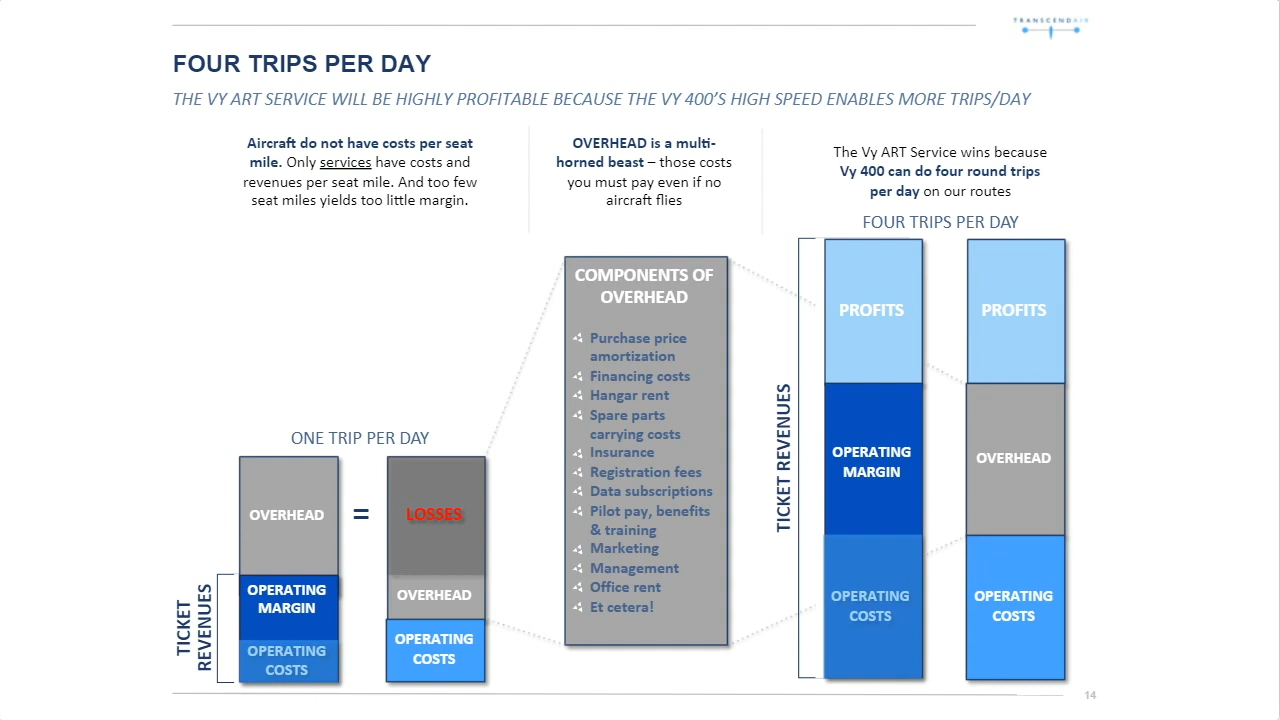 TRANSCENDAIR
FOUR TRIPS PER DAY
THE VY ART SERVICE WILL BE HIGHLY PROFITABLE BECAUSE THE VY 400'S HIGH SPEED ENABLES MORE TRIPS/DAY
Aircraft do not have costs per seat
mile. Only services have costs and
revenues per seat mile. And too few
seat miles yields too little margin.
OVERHEAD is a multi-
horned beast – those costs
you must pay even if no
aircraft flies
The Vy ART Service wins because
Vy 400 can do four round trips
per day on our routes
ONE TRIP PER DAY
OVERHEAD
OPERATING
MARGIN
OPERATING
COSTS
TICKET
REVENUES
=
LOSSES
OVERHEAD
OPERATING
COSTS
COMPONENTS OF
OVERHEAD
Purchase price
amortization
Financing costs
Hangar rent
Spare parts
carrying costs
Insurance
Registration fees
Data subscriptions
Pilot pay, benefits
& training
Marketing
Management
Office rent
Et cetera!
FOUR TRIPS PER DAY
TICKET REVENUES
PROFITS
OPERATING
MARGIN
OPERATING
COSTS
PROFITS
OVERHEAD
OPERATING
COSTS
14